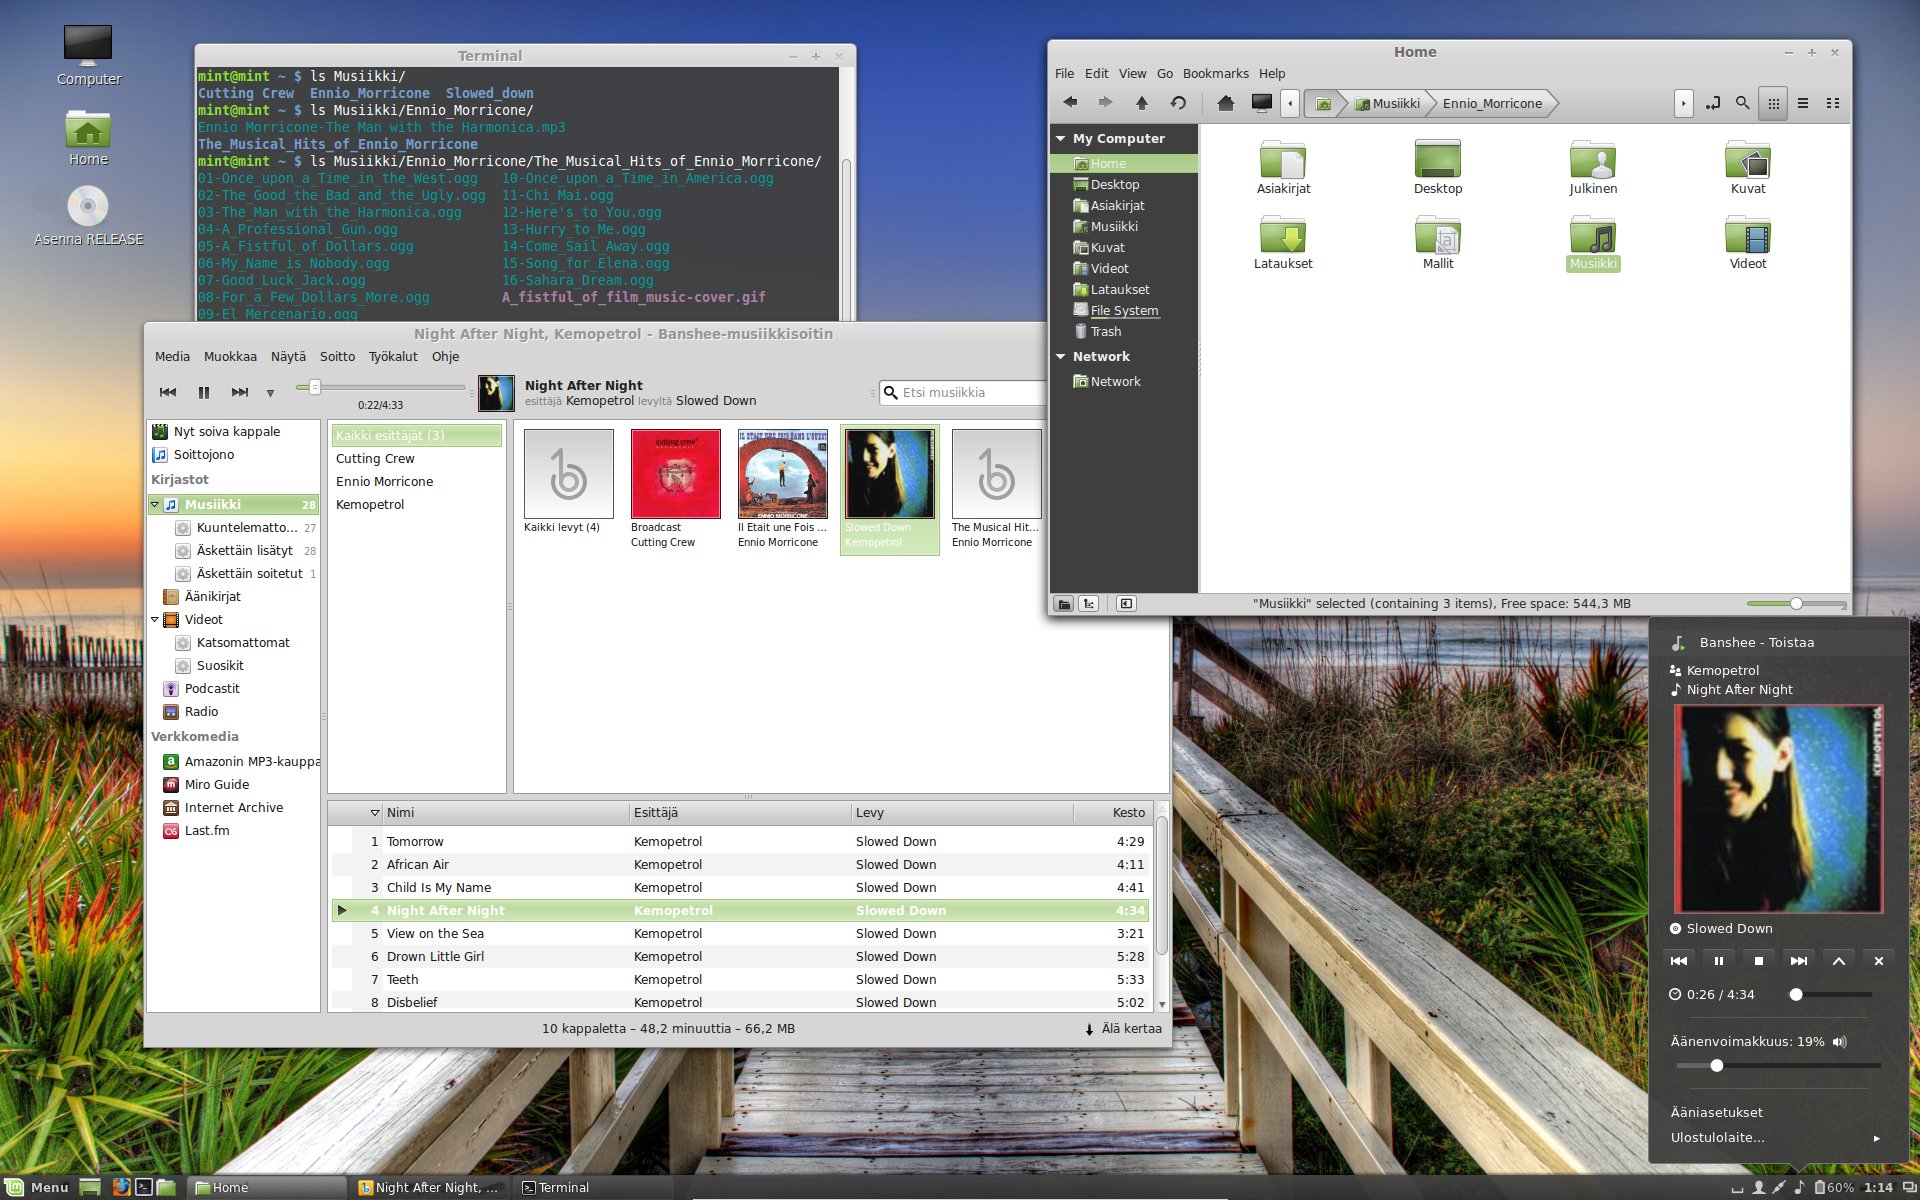 Computer
Home
Asenna RELEASE
Terminal
mint@mint ~ $ ls Musiikki/
Cutting Crew  Ennio_Morricone  Slowed_down
mint@mint ~ $ ls Musiikki/Ennio_Morricone/
Ennio Morricone-The Man with the Harmonica.mp3
The_Musical_Hits_of_Ennio_Morricone
mint@mint ~ $ ls Musiikki/Ennio_Morricone/The_Musical_Hits_of_Ennio_Morricone/
01-Once_upon_a_Time_in_the_West.ogg  10-Once_upon_a_Time_in_America.ogg
02-The_Good_the_Bad_and_the_Ugly.ogg  11-Chi_Mai.ogg
03-The_Man_with_the_Harmonica.ogg  12-Here's_to_You.ogg
04-A_Professional_Gun.ogg  13-Hurry_to_Me.ogg
05-A_Fistful_of_Dollars.ogg  14-Come_Sail_Away.ogg
06-My_Name_is_Nobody.ogg  15-Song_for_Elena.ogg
07-Good_Luck_Jack.ogg  16-Sahara_Dream.ogg
08-For_a_Few_Dollars_More.ogg  A_fistful_of_film_music-cover.gif
09-El_Mercenario.ogg
Night After Night, Kemopetrol - Banshee-musiikkisoitin
Media Muokkaa Näytä Soitto Työkalut Ohje
0:22/4:33
Night After Night
esittäjä Kemopetrol levyltä Slowed Down
Etsi musiikkia
Nyt soiva kappale
Soittojono
Kirjastot
Musiikki 28
Kuuntelematto... 27
Äskettäin lisätyt 28
Äskettäin soitetut 1
Äänikirjat
Videot
Katsomattomat
Suosikit
Podcastit
Radio
Verkkomedia
Amazonin MP3-kauppa
Miro Guide
Internet Archive
Last.fm
Kaikki esittäjät (3)
Cutting Crew
Ennio Morricone
Kemopetrol
Kaikki levyt (4)
cutting crew
Broadcast
Cutting Crew
IL ETAIT UNE FOIS DANS L'OUEST
ENNIO MORRICONE
Il Etait une Fois ...
Ennio Morricone
Slowed Down
Kemopetrol
The Musical Hit...
Ennio Morricone
Nimi Esittäjä Levy Kesto
1 Tomorrow Kemopetrol Slowed Down 4:29
2 African Air Kemopetrol Slowed Down 4:11
3 Child Is My Name Kemopetrol Slowed Down 4:41
4 Night After Night Kemopetrol Slowed Down 4:34
5 View on the Sea Kemopetrol Slowed Down 3:21
6 Drown Little Girl Kemopetrol Slowed Down 5:28
7 Teeth Kemopetrol Slowed Down 5:33
8 Disbelief Kemopetrol Slowed Down 5:02
10 kappaletta – 48,2 minuuttia – 66,2 MB
Älä kertaa
Home
File Edit View Go Bookmarks Help
Musiikki Ennio_Morricone
My Computer
Home
Desktop
Asiakirjat
Musiikki
Kuvat
Videot
Lataukset
File System
Trash
Network
Network
Asiakirjat Desktop Julkinen Kuvat
Lataukset Mallit Musiikki Videot
"Musiikki" selected (containing 3 items), Free space: 544,3 MB
Banshee - Toistaa
Kemopetrol
Night After Night
KEMOPETROL
Slowed Down
0:26 / 4:34
Äänenvoimakkuus: 19%
Ääniasetukset
Ulostulolaite...
Menu
Home
Night After Night, ...
Terminal
60% 1:14